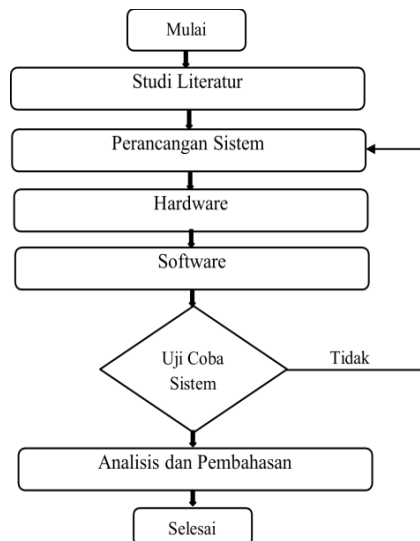 Mulai
Studi Literatur
Perancangan Sistem
Hardware
Software
Uji Coba
Sistem
Tidak
Analisis dan Pembahasan
Selesai